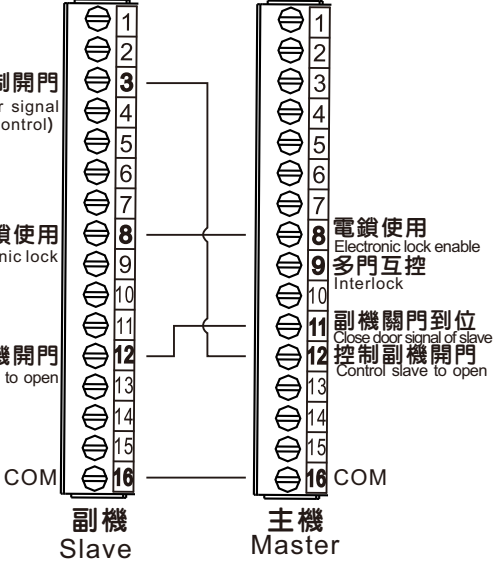 1 1
2 2
制開門 3 3
r signal 4 4
ontrol) 5 5
6 6
7 7
鎖使用 8 8 電鎖使用
nic lock Electronic lock enable
9 9 多門互控
Interlock
10 10
11 11 副機關門到位
Close door signal of slave
機開門 12 12 控制副機開門
to open Control slave to open
13 13
14 14
15 15
COM 16 16 COM
副機 主機
Slave Master